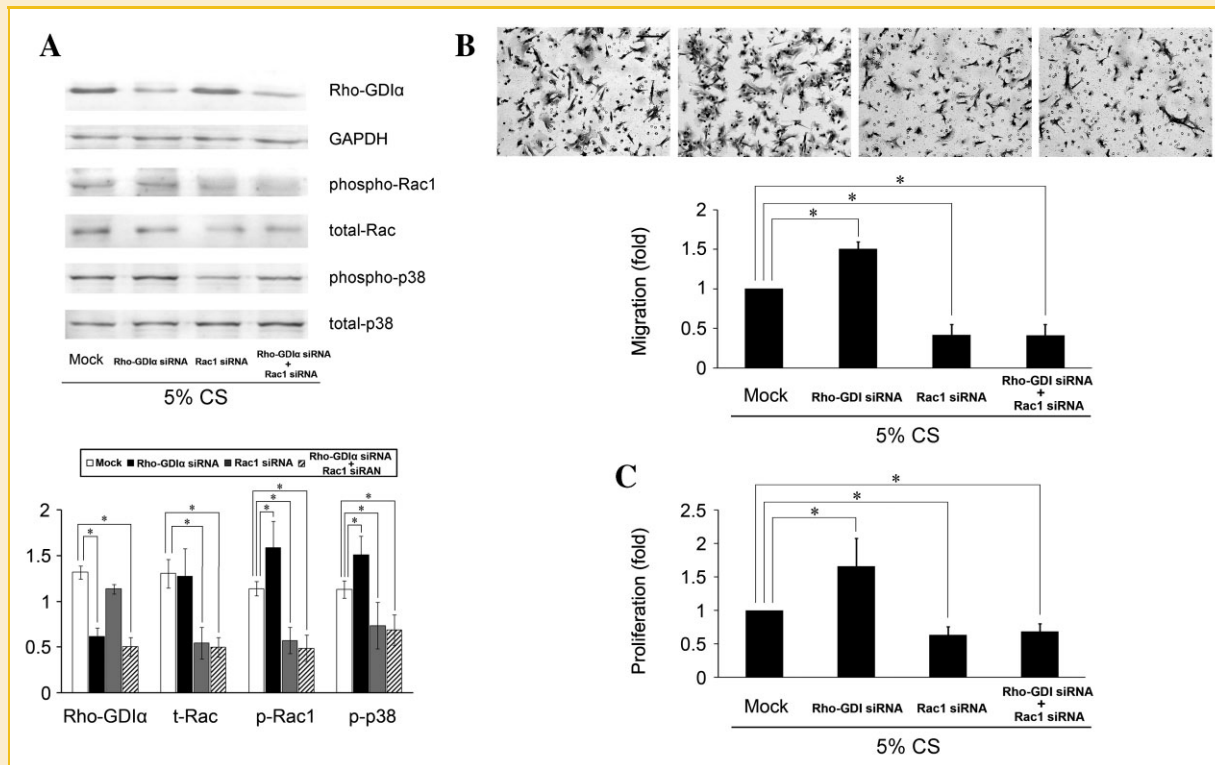 A
Rho-GDIα
GAPDH
phospho-Rac1
total-Rac
phospho-p38
total-p38
Mock Rho-GDIα siRNA Rac1 siRNA Rho-GDIα siRNA
+
Rac1 siRNA
5% CS
Mock Rho-GDIα siRNA Rac1 siRNA Rho-GDIα siRNA
+
Rac1 siRAN
2
1.5
1
0.5
0
* * * * * * * * * *
Rho-GDIα t-Rac p-Rac1 p-p38
B
*
*
*
Migration (fold)
2
1.5
1
0.5
0
Mock Rho-GDI siRNA Rac1 siRNA Rho-GDI siRNA
+
Rac1 siRNA
5% CS
C
*
*
*
Proliferation (fold)
2.5
2
1.5
1
0.5
0
Mock Rho-GDI siRNA Rac1 siRNA Rho-GDI siRNA
+
Rac1 siRNA
5% CS